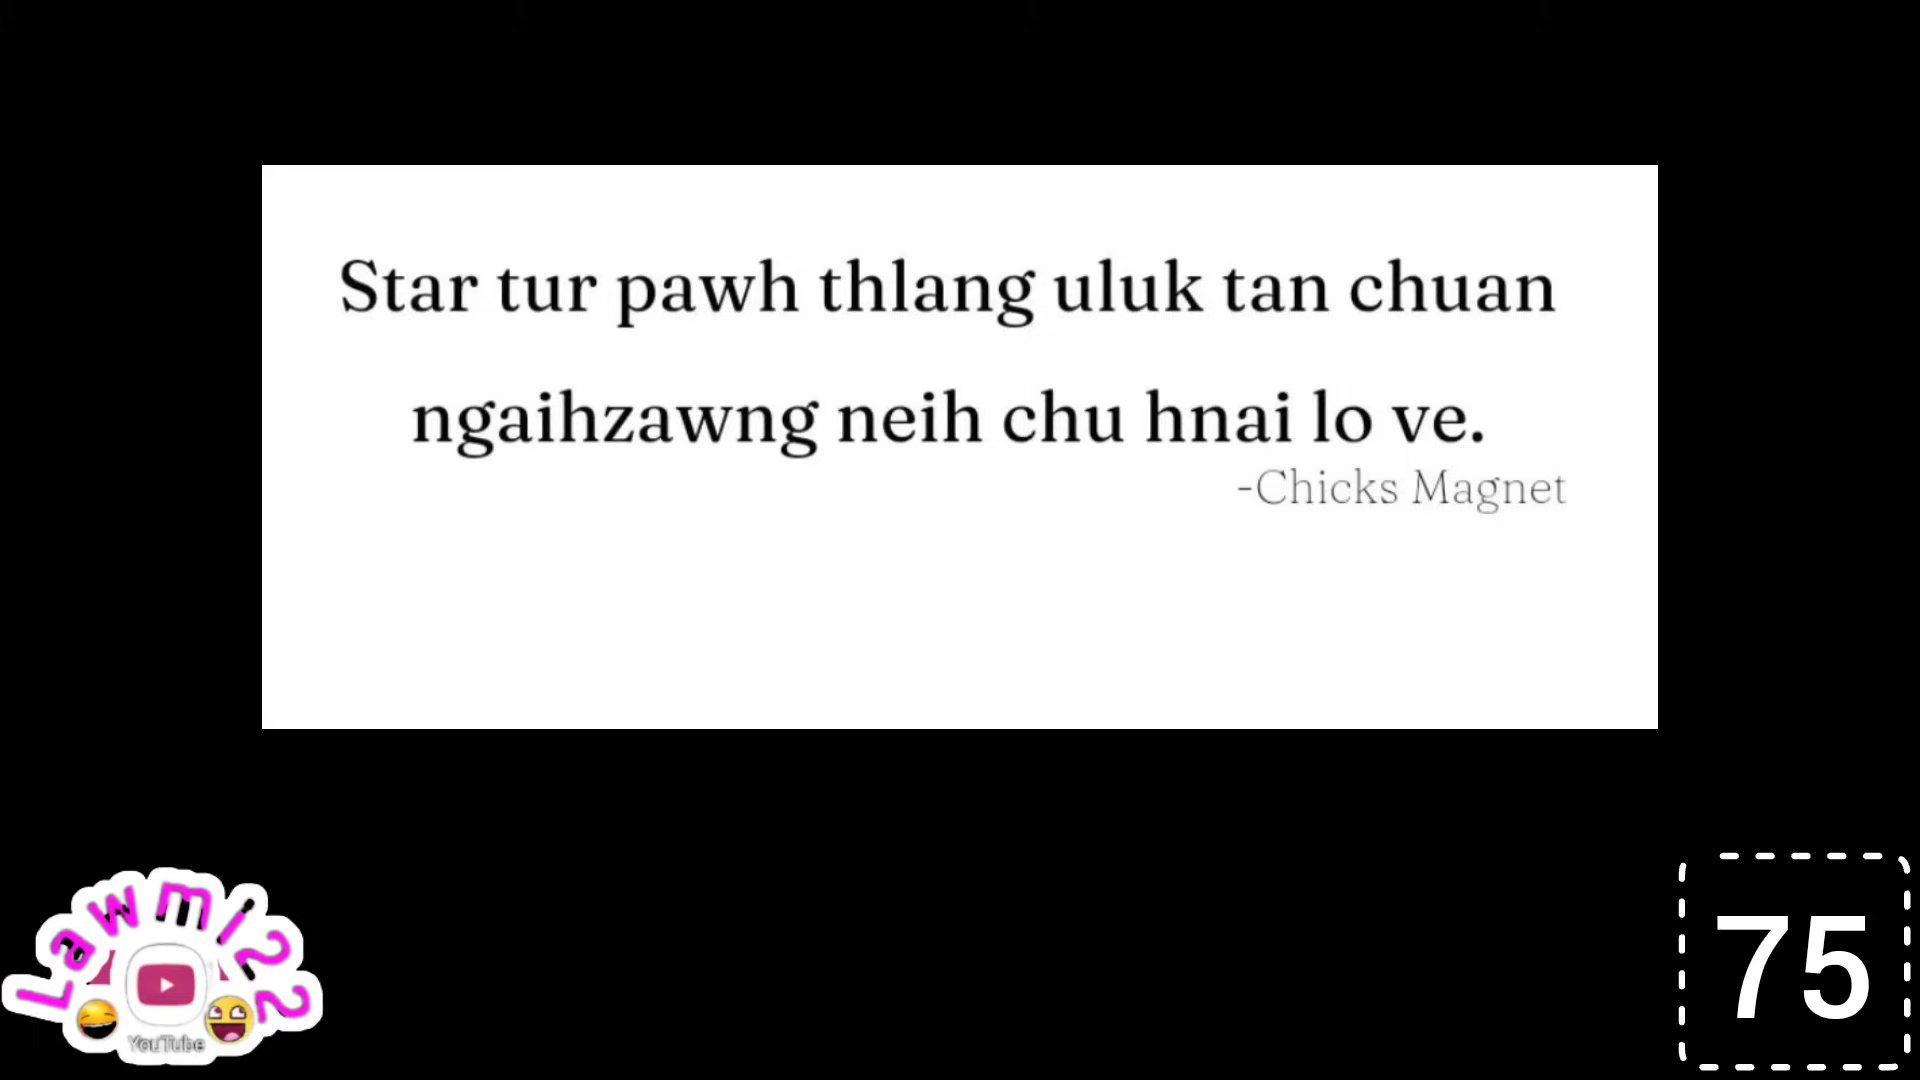 Star tur pawh thlang uluk tan chuan
ngaihzawng neih chu hnai lo ve.
-Chicks Magnet
Lawmi22
YouTube
75